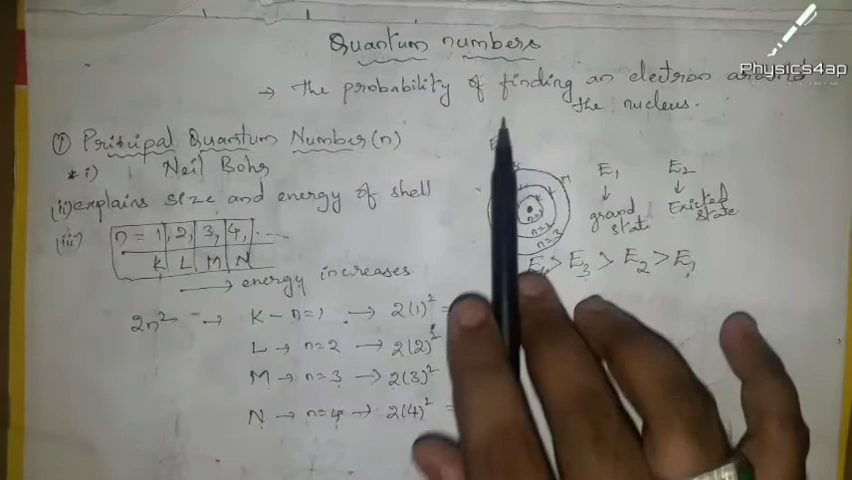 Quantum numbers
Physics4ap
→ the probability of finding an electron around
the nucleus.
① Principal Quantum Number(n)
* i) Neil Bohr
(ii) explains size and energy of shell
(iii) n = 1, 2, 3, 4, ....
K L M N
→ energy increases
2n² → K - n=1 → 2(1)² =
L → n=2 → 2(2)²
M → n=3 → 2(3)²
N → n=4 → 2(4)² =
M
n=3
E₁ E₂
↓ ↓
grand state Exicted state
E₄ > E₃ > E₂ > E₁